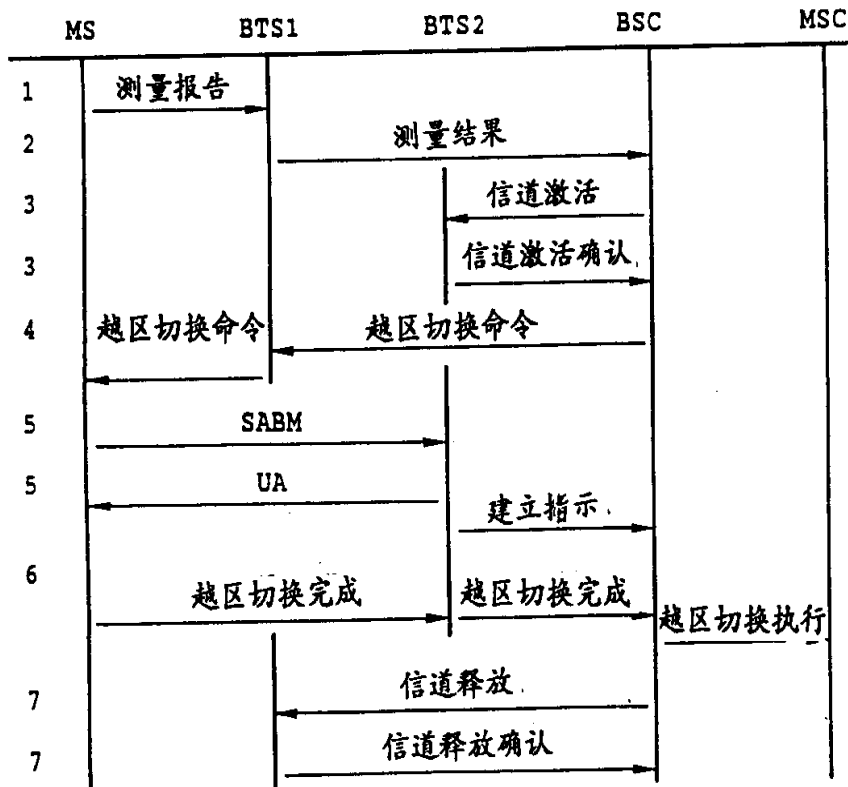 MS BTS1 BTS2 BSC MSC
1 测量报告
2 测量结果
3 信道激活
3 信道激活确认
4 越区切换命令 越区切换命令
5 SABM
5 UA
建立指示
6
越区切换完成 越区切换完成 越区切换执行
7 信道释放
7 信道释放确认